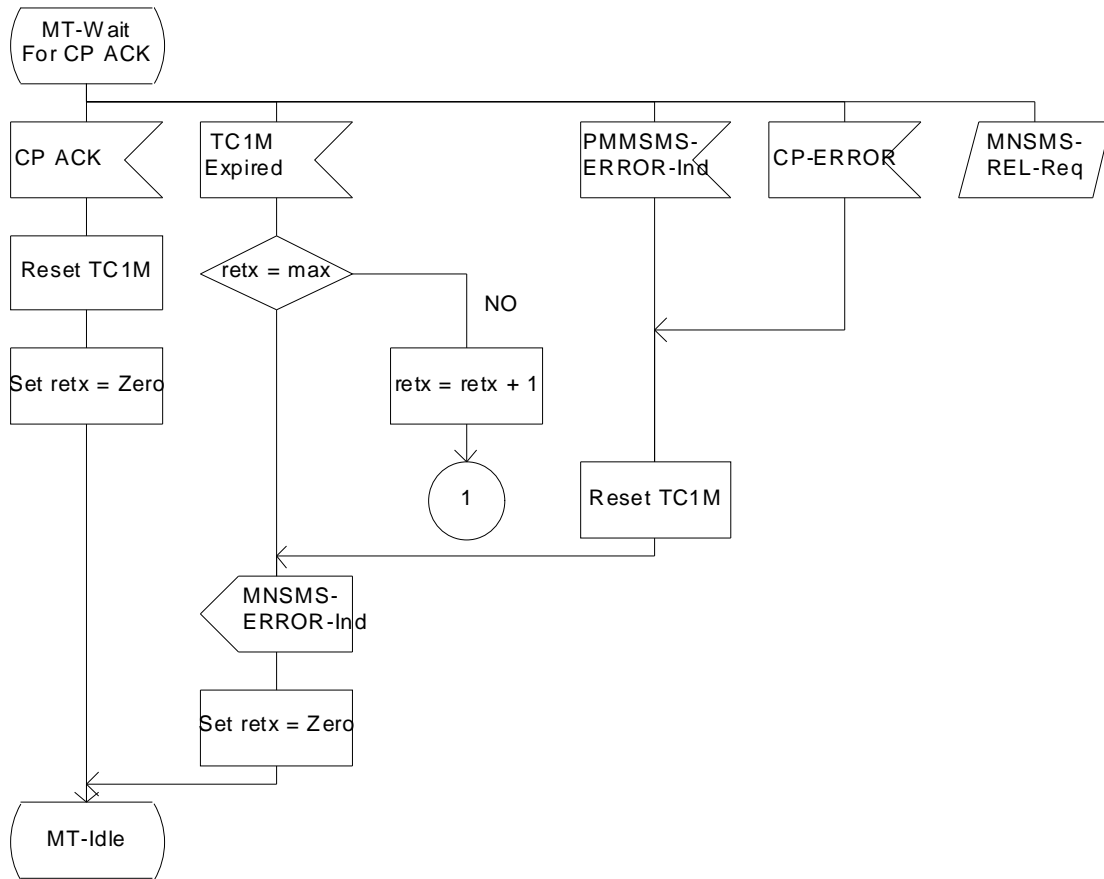 MT-Wait
For CP ACK
CP ACK
TC1M
Expired
PMMSMS-
ERROR-Ind
CP-ERROR
MNSMS-
REL-Req
Reset TC1M
retx = max
NO
Set retx = Zero
retx = retx + 1
1
Reset TC1M
MNSMS-
ERROR-Ind
Set retx = Zero
MT-Idle